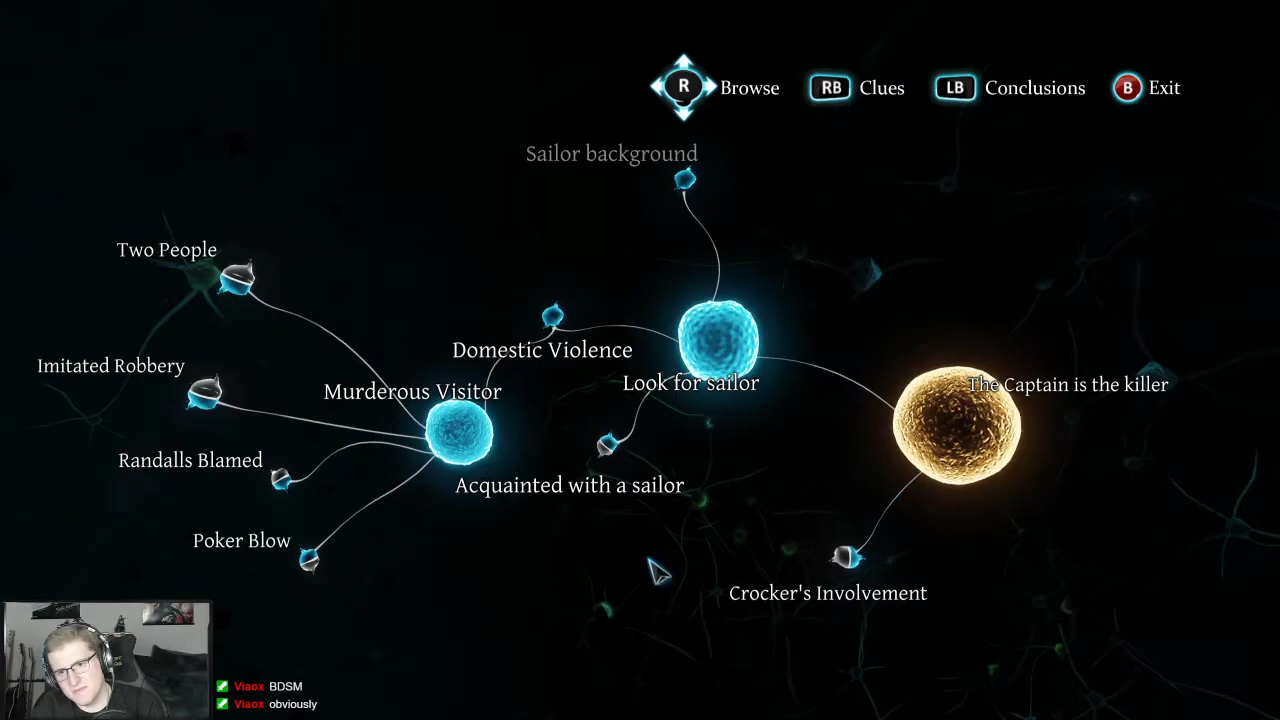 R Browse RB Clues LB Conclusions B Exit
Sailor background
Two People
Domestic Violence
Imitated Robbery
Murderous Visitor
Look for sailor
The Captain is the killer
Randalls Blamed
Acquainted with a sailor
Poker Blow
Crocker's Involvement
Viaox BDSM
Viaox obviously